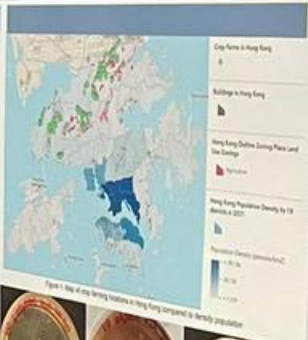 Crop Farms in Hong Kong
Buildings in Hong Kong
Hong Kong Outline Zoning Plans Land
Use Zonings
Agriculture
Hong Kong Population Density by 18
districts in 2021
Population Density (persons/km2)
Figure 1: Map of crop farming locations in Hong Kong compared to density population